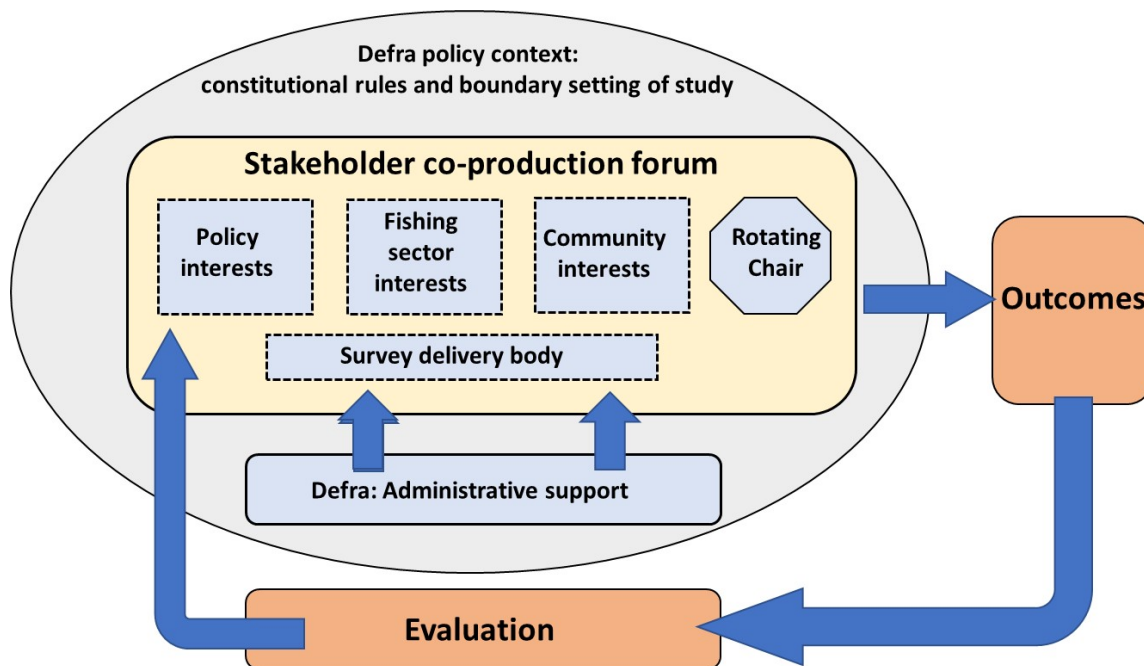 Defra policy context:
constitutional rules and boundary setting of study
Stakeholder co-production forum
Policy
interests
Fishing
sector
interests
Community
interests
Rotating
Chair
Survey delivery body
Defra: Administrative support
Outcomes
Evaluation